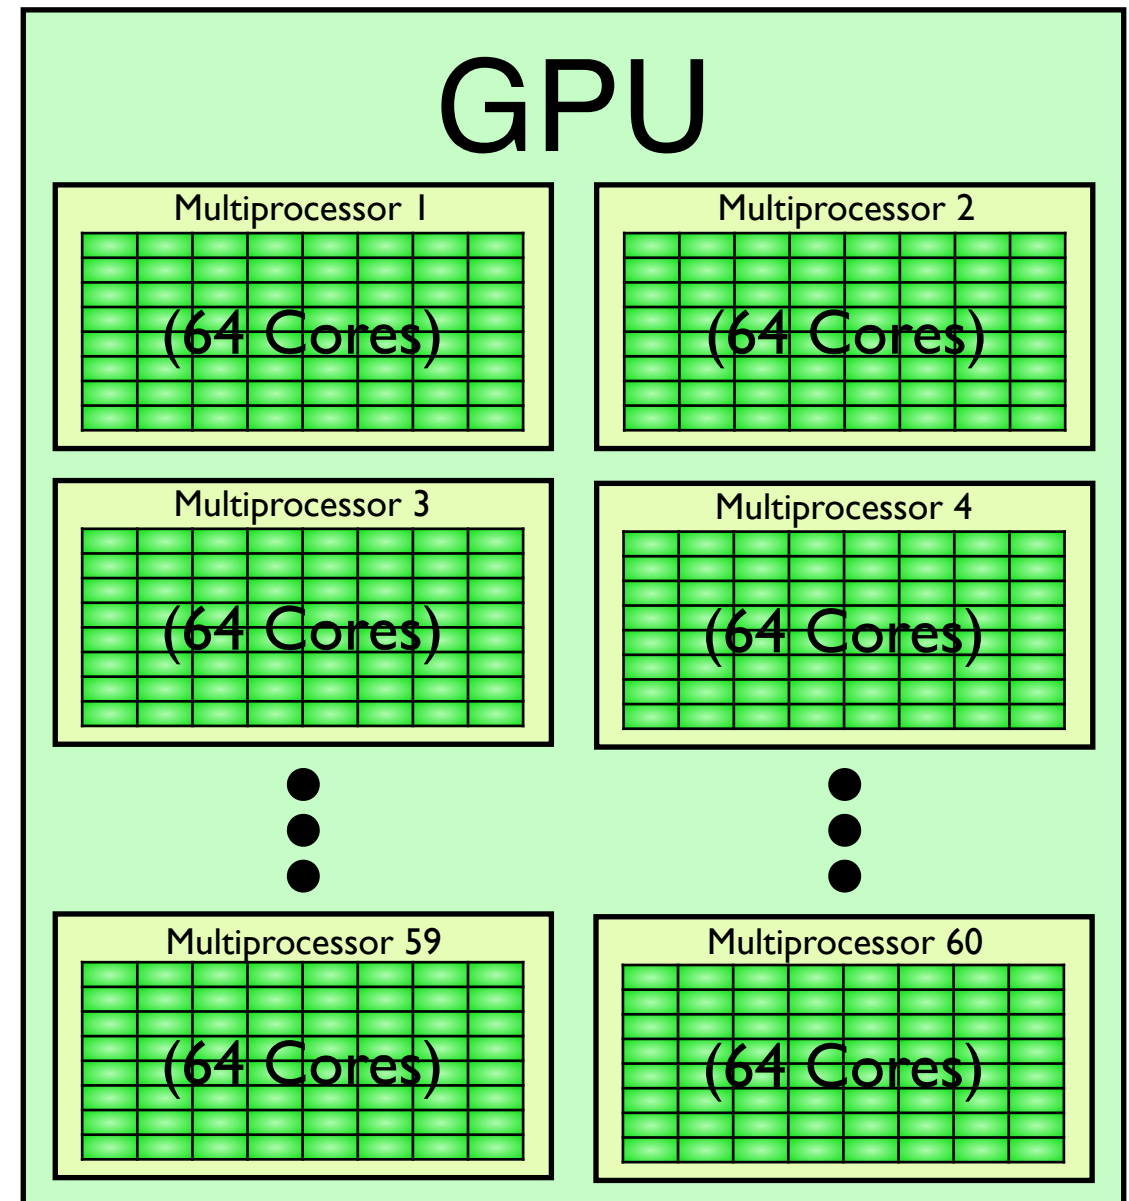 GPU
Multiprocessor 1
Multiprocessor 2
(64 Cores)
(64 Cores)
Multiprocessor 3
Multiprocessor 4
(64 Cores)
(64 Cores)
Multiprocessor 59
Multiprocessor 60
(64 Cores)
(64 Cores)